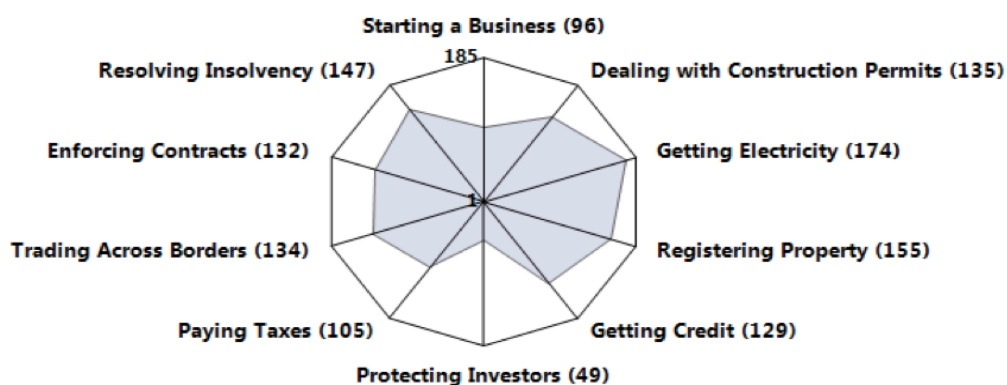 Starting a Business (96)
185
Resolving Insolvency (147)
Dealing with Construction Permits (135)
Enforcing Contracts (132)
Getting Electricity (174)
1
Trading Across Borders (134)
Registering Property (155)
Paying Taxes (105)
Getting Credit (129)
Protecting Investors (49)